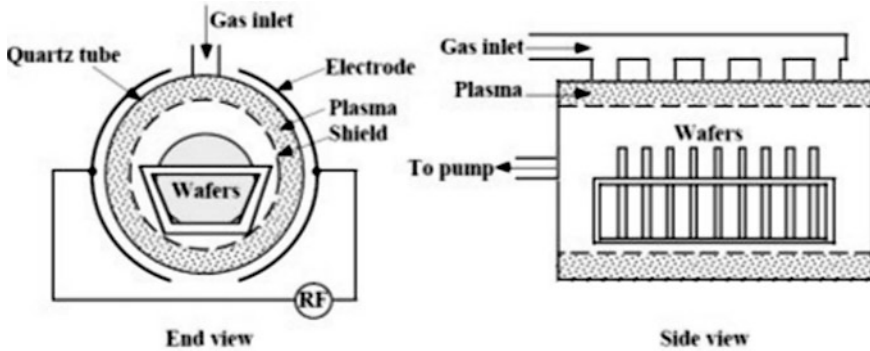 Gas inlet
Quartz tube
Electrode
Plasma
Shield
Wafers
RF
End view
Gas inlet
Plasma
Wafers
To pump
Side view